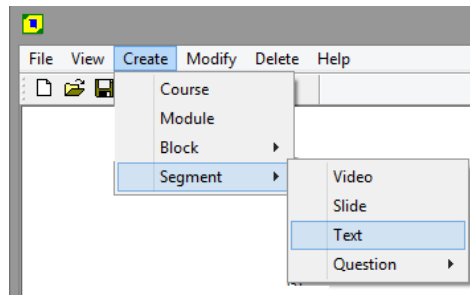 File View Create Modify Delete Help
Course
Module
Block
Segment
Video
Slide
Text
Question